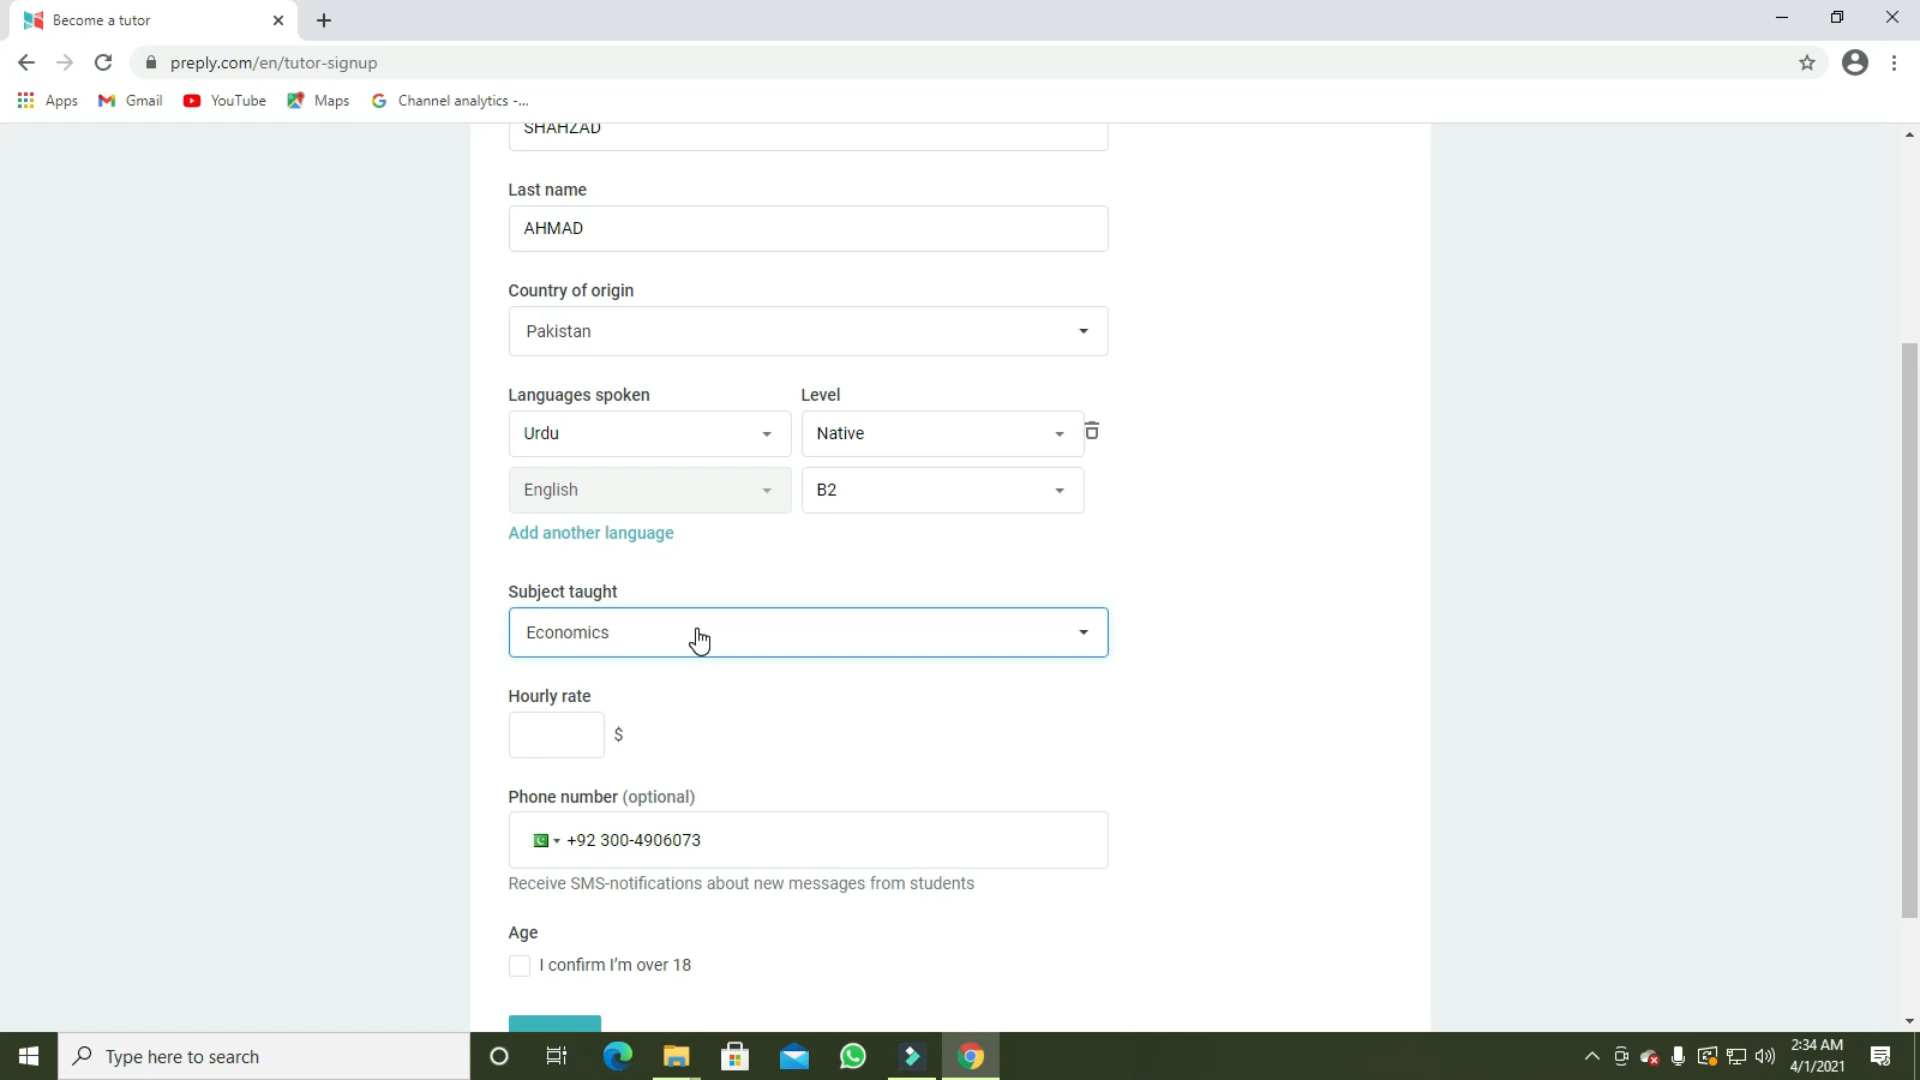 Become a tutor
preply.com/en/tutor-signup
Apps Gmail YouTube Maps Channel analytics -...
SHAHZAD
Last name
AHMAD
Country of origin
Pakistan
Languages spoken Level
Urdu Native
English B2
Add another language
Subject taught
Economics
Hourly rate
$
Phone number (optional)
+92 300-4906073
Receive SMS-notifications about new messages from students
Age
I confirm I'm over 18
Type here to search
2:34 AM
4/1/2021